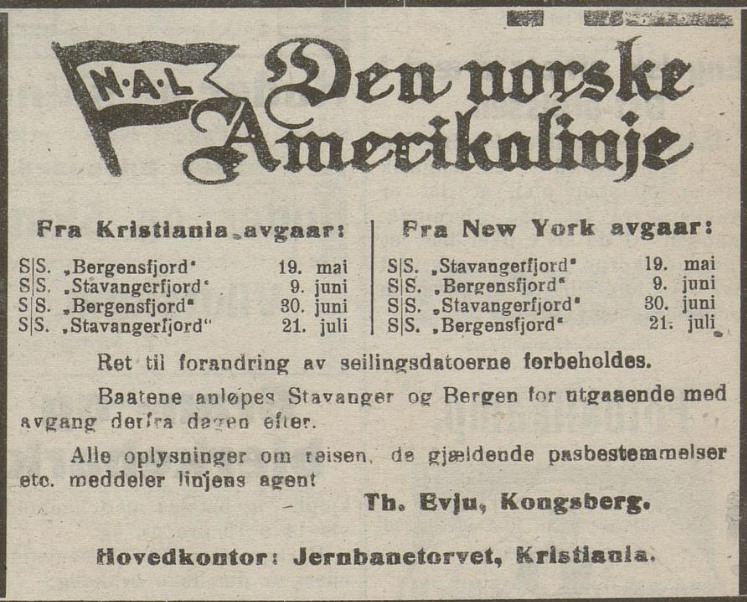 N·A·L
Den norske
Amerikalinje
Fra Kristiania avgaar:
S|S. „Bergensfjord" 19. mai
S|S. „Stavangerfjord" 9. juni
S|S. „Bergensfjord" 30. juni
S|S. „Stavangerfjord" 21. juli
Fra New York avgaar:
S|S. „Stavangerfjord" 19. mai
S|S. „Bergensfjord" 9. juni
S|S. „Stavangerfjord" 30. juni
S|S. „Bergensfjord" 21. juli
Ret til forandring av seilingsdatoerne forbeholdes.
Baatene anløpes Stavanger og Bergen for utgaaende med
avgang derfra dagen efter.
Alle oplysninger om reisen, de gjældende pasbestemmelser
etc. meddeler linjens agent
Th. Evju, Kongsberg.
Hovedkontor: Jernbanetorvet, Kristiania.